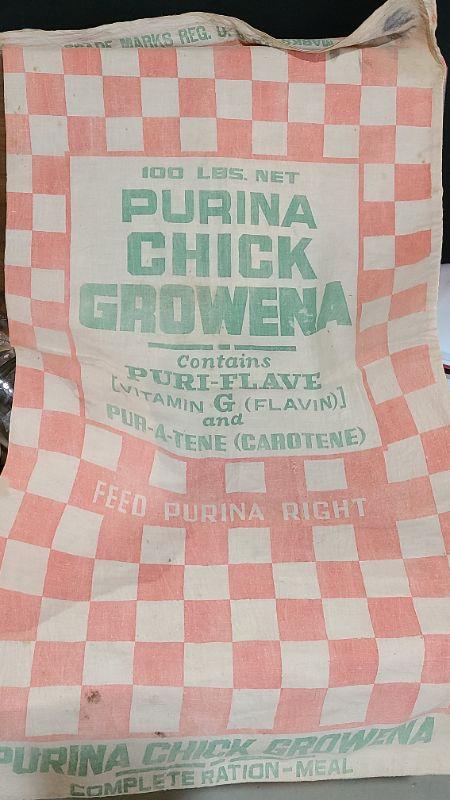 TRADE MARKS REG. U.
100 LBS. NET
PURINA
CHICK
GROWENA
Contains
PURI-FLAVE
[VITAMIN G (FLAVIN)]
and
PUR-A-TENE (CAROTENE)
FEED PURINA RIGHT
PURINA CHICK GROWENA
COMPLETE RATION-MEAL